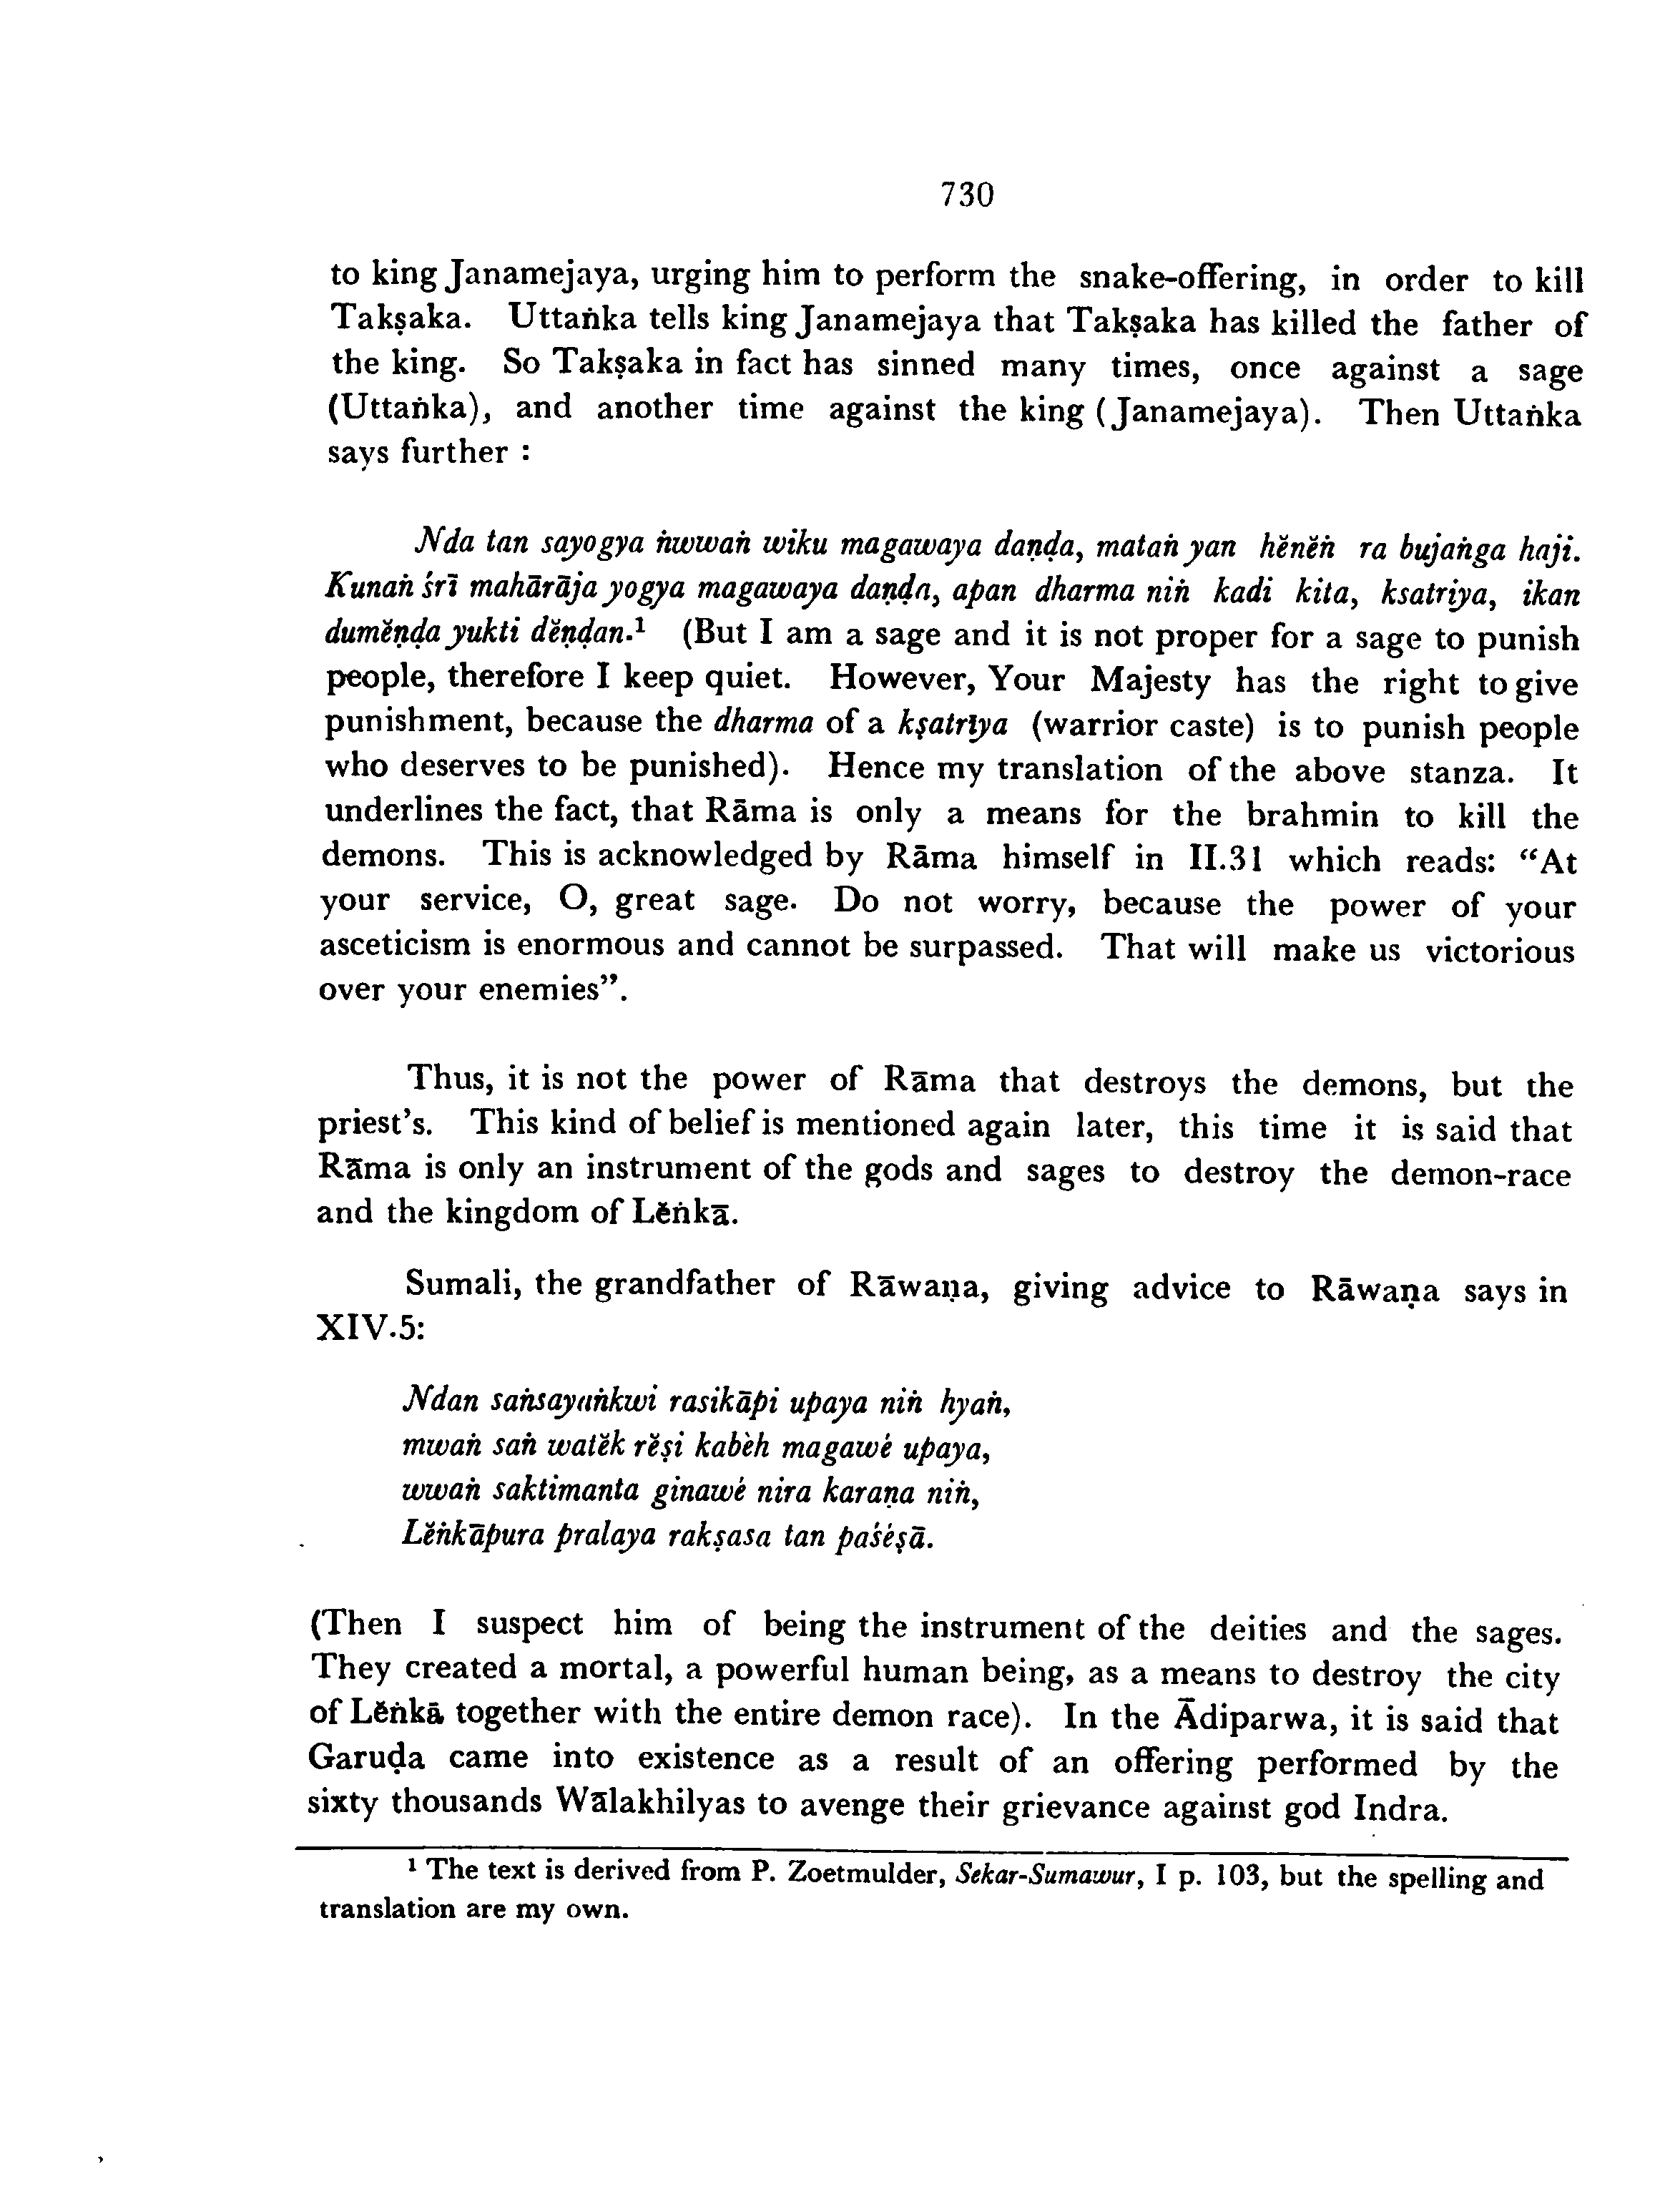 730
to king Janamejaya, urging him to perform the snake-offering, in order to kill
Takṣaka. Uttaṅka tells king Janamejaya that Takṣaka has killed the father of
the king. So Takṣaka in fact has sinned many times, once against a sage
(Uttaṅka), and another time against the king (Janamejaya). Then Uttaṅka
says further :
Nda tan sayogya ṅwwaṅ wiku magawaya daṇḍa, mataṅ yan hĕnĕṅ ra bujaṅga haji.
Kunaṅ śrī mahārāja yogya magawaya daṇḍa, apan dharma niṅ kadi kita, ksatriya, ikan
dumĕṇḍa yukti dĕṇḍan.¹ (But I am a sage and it is not proper for a sage to punish
people, therefore I keep quiet. However, Your Majesty has the right to give
punishment, because the dharma of a kṣatriya (warrior caste) is to punish people
who deserves to be punished). Hence my translation of the above stanza. It
underlines the fact, that Rāma is only a means for the brahmin to kill the
demons. This is acknowledged by Rāma himself in II.31 which reads: “At
your service, O, great sage. Do not worry, because the power of your
asceticism is enormous and cannot be surpassed. That will make us victorious
over your enemies”.
Thus, it is not the power of Rāma that destroys the demons, but the
priest’s. This kind of belief is mentioned again later, this time it is said that
Rāma is only an instrument of the gods and sages to destroy the demon-race
and the kingdom of Lĕṅkā.
Sumali, the grandfather of Rāwaṇa, giving advice to Rāwaṇa says in
XIV.5:
Ndan saṅsayaṅkwi rasikāpi upaya niṅ hyaṅ,
mwaṅ saṅ watĕk rĕṣi kabèh magawé upaya,
wwaṅ saktimanta ginawé nira karaṇa niṅ,
Lĕṅkāpura pralaya rakṣasa tan paśéṣā.
(Then I suspect him of being the instrument of the deities and the sages.
They created a mortal, a powerful human being, as a means to destroy the city
of Lĕṅkā together with the entire demon race). In the Ādiparwa, it is said that
Garuḍa came into existence as a result of an offering performed by the
sixty thousands Wālakhilyas to avenge their grievance against god Indra.
¹ The text is derived from P. Zoetmulder, Sekar-Sumawur, I p. 103, but the spelling and
translation are my own.